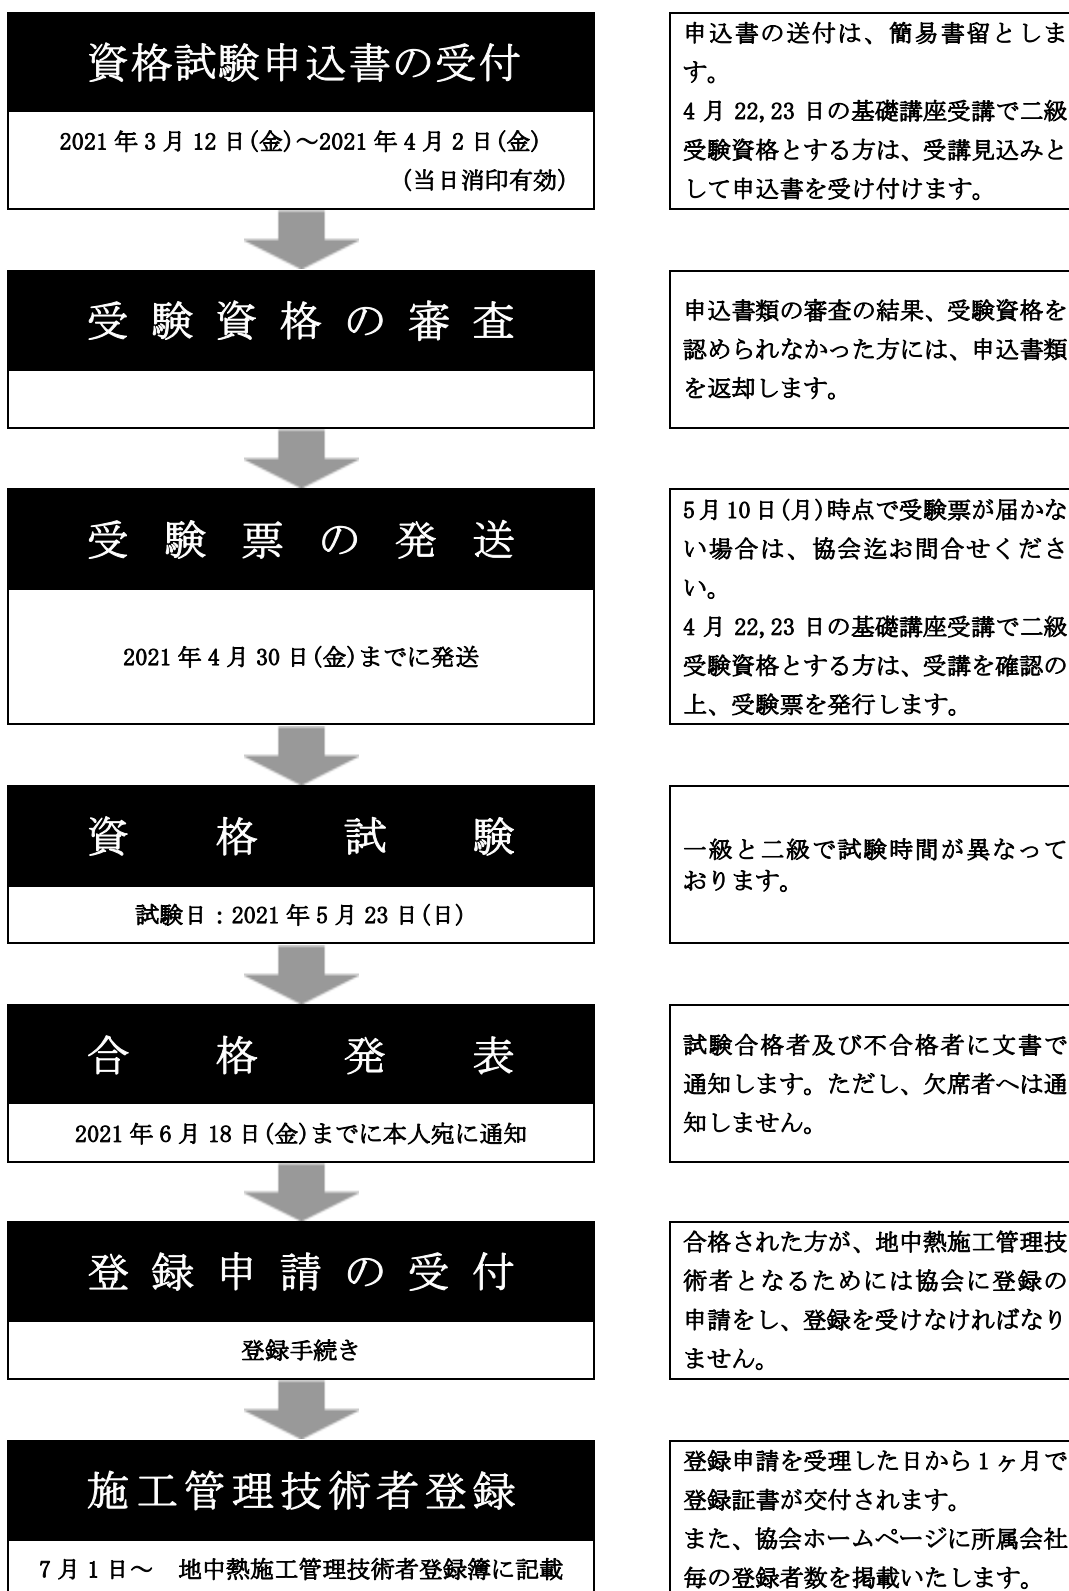 資格試験申込書の受付
2021年3月12日(金)～2021年4月2日(金)
(当日消印有効)
申込書の送付は、簡易書留としま
す。
4月22,23日の基礎講座受講で二級
受験資格とする方は、受講見込みと
して申込書を受け付けます。
受験資格の審査
申込書類の審査の結果、受験資格を
認められなかった方には、申込書類
を返却します。
受験票の発送
2021年4月30日(金)までに発送
5月10日(月)時点で受験票が届かな
い場合は、協会迄お問合せくださ
い。
4月22,23日の基礎講座受講で二級
受験資格とする方は、受講を確認の
上、受験票を発行します。
資格試験
試験日：2021年5月23日(日)
一級と二級で試験時間が異なって
おります。
合格発表
2021年6月18日(金)までに本人宛に通知
試験合格者及び不合格者に文書で
通知します。ただし、欠席者へは通
知しません。
登録申請の受付
登録手続き
合格された方が、地中熱施工管理技
術者となるためには協会に登録の
申請をし、登録を受けなければなり
ません。
施工管理技術者登録
7月1日～　地中熱施工管理技術者登録簿に記載
登録申請を受理した日から1ヶ月で
登録証書が交付されます。
また、協会ホームページに所属会社
毎の登録者数を掲載いたします。